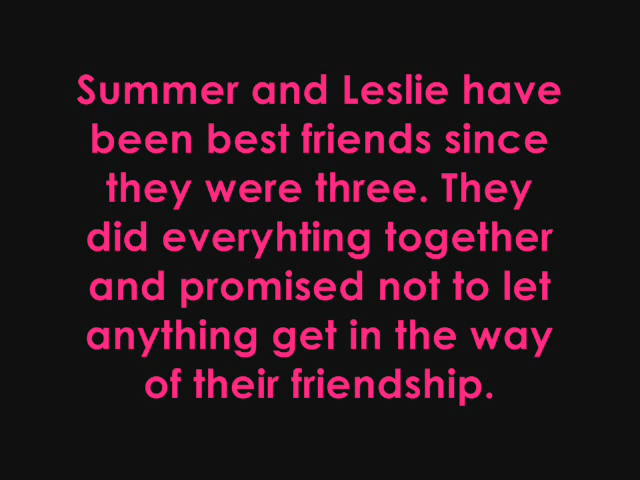 Summer and Leslie have
been best friends since
they were three. They
did everyhting together
and promised not to let
anything get in the way
of their friendship.